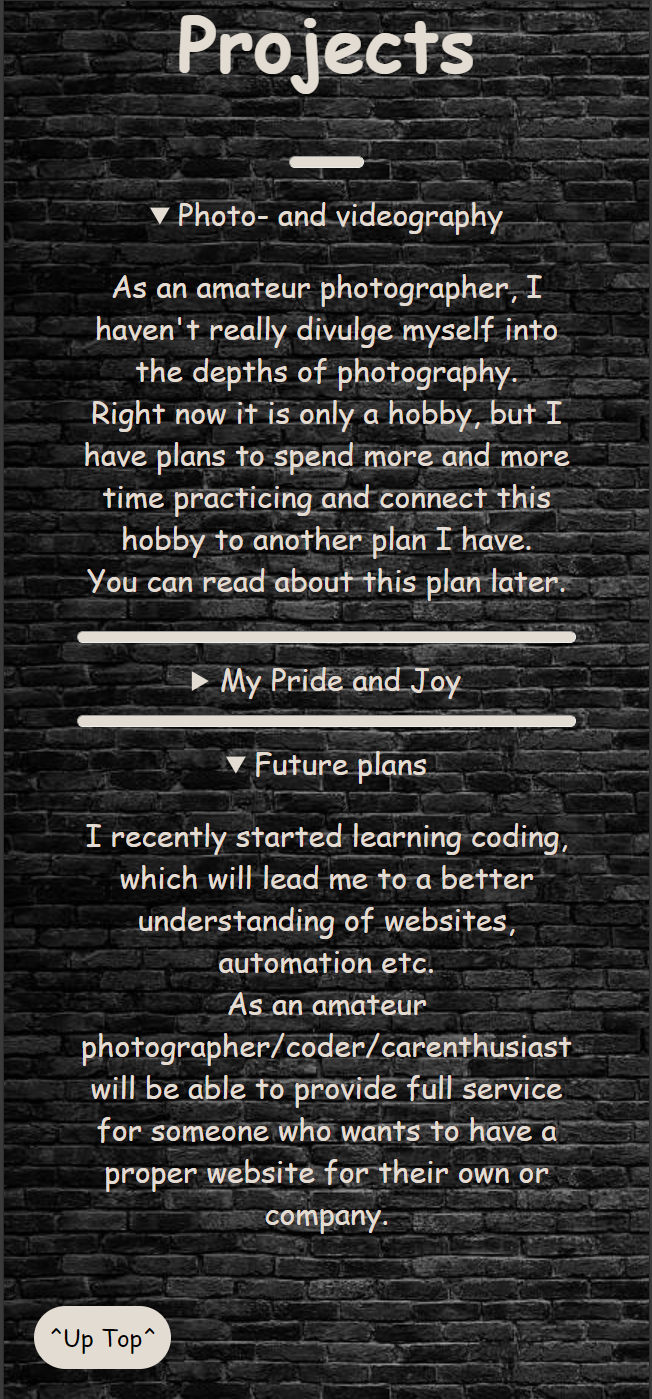 Projects
Photo- and videography
As an amateur photographer, I
haven't really divulge myself into
the depths of photography.
Right now it is only a hobby, but I
have plans to spend more and more
time practicing and connect this
hobby to another plan I have.
You can read about this plan later.
My Pride and Joy
Future plans
I recently started learning coding,
which will lead me to a better
understanding of websites,
automation etc.
As an amateur
photographer/coder/carenthusiast
will be able to provide full service
for someone who wants to have a
proper website for their own or
company.
^Up Top^